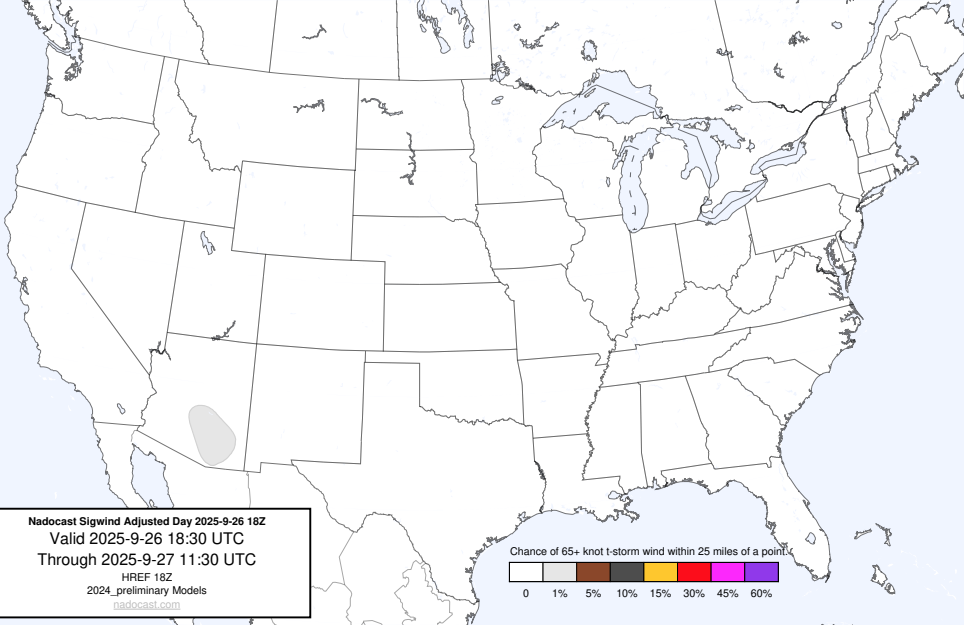 Nadocast Sigwind Adjusted Day 2025-9-26 18Z
Valid 2025-9-26 18:30 UTC
Through 2025-9-27 11:30 UTC
HREF 18Z
2024_preliminary Models
nadocast.com
Chance of 65+ knot t-storm wind within 25 miles of a point.
0 1% 5% 10% 15% 30% 45% 60%